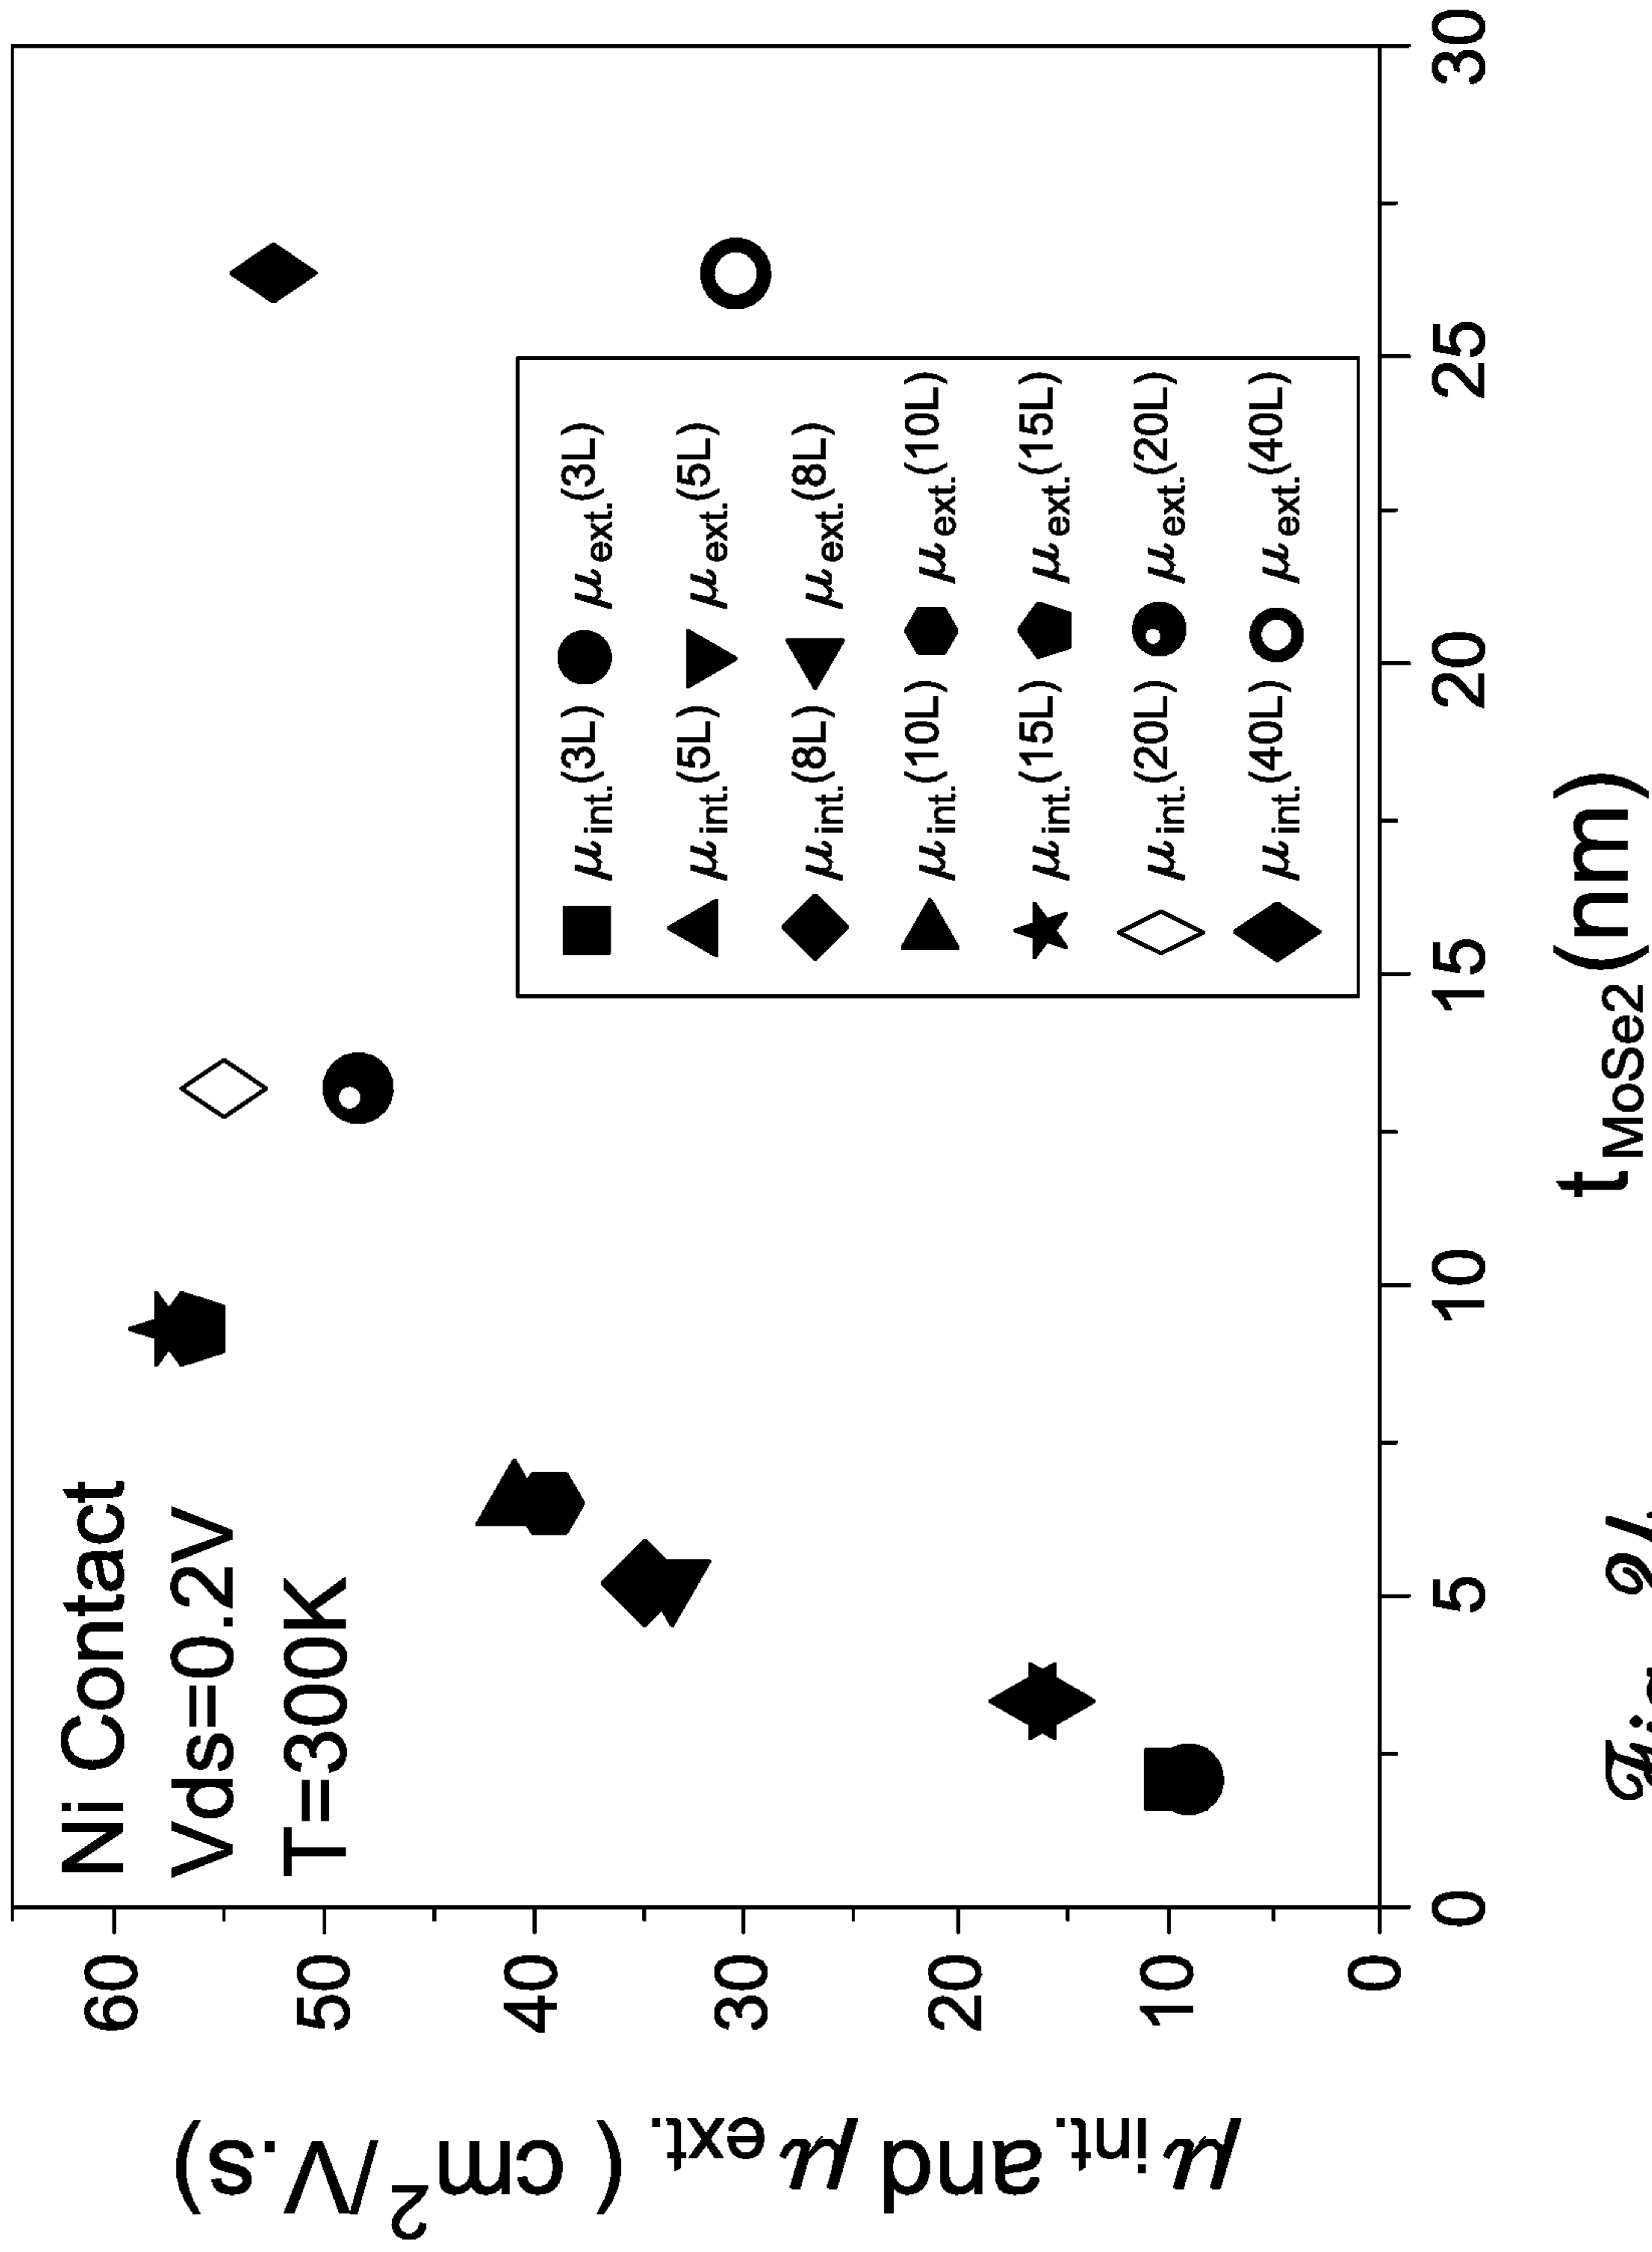 Ni Contact
Vds=0.2V
T=300K
μint. and μext. ( cm2/V.s)
60
50
40
30
20
10
0
μint.(3L) μext.(3L)
μint.(5L) μext.(5L)
μint.(8L) μext.(8L)
μint.(10L) μext.(10L)
μint.(15L) μext.(15L)
μint.(20L) μext.(20L)
μint.(40L) μext.(40L)
0 5 10 15 20 25 30
tMoSe2 (nm)